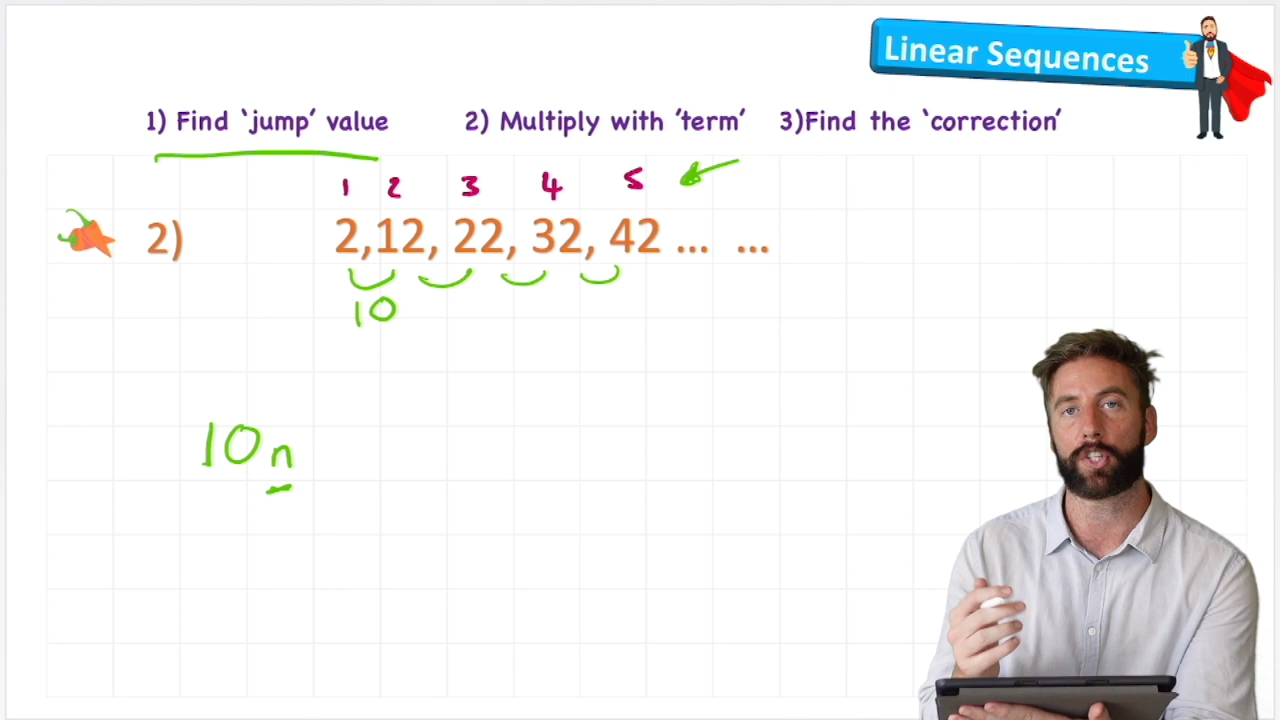 Linear Sequences
1) Find ‘jump’ value 2) Multiply with ’term’ 3)Find the ‘correction’
1 2 3 4 5
2) 2,12, 22, 32, 42 ... ...
10
10n